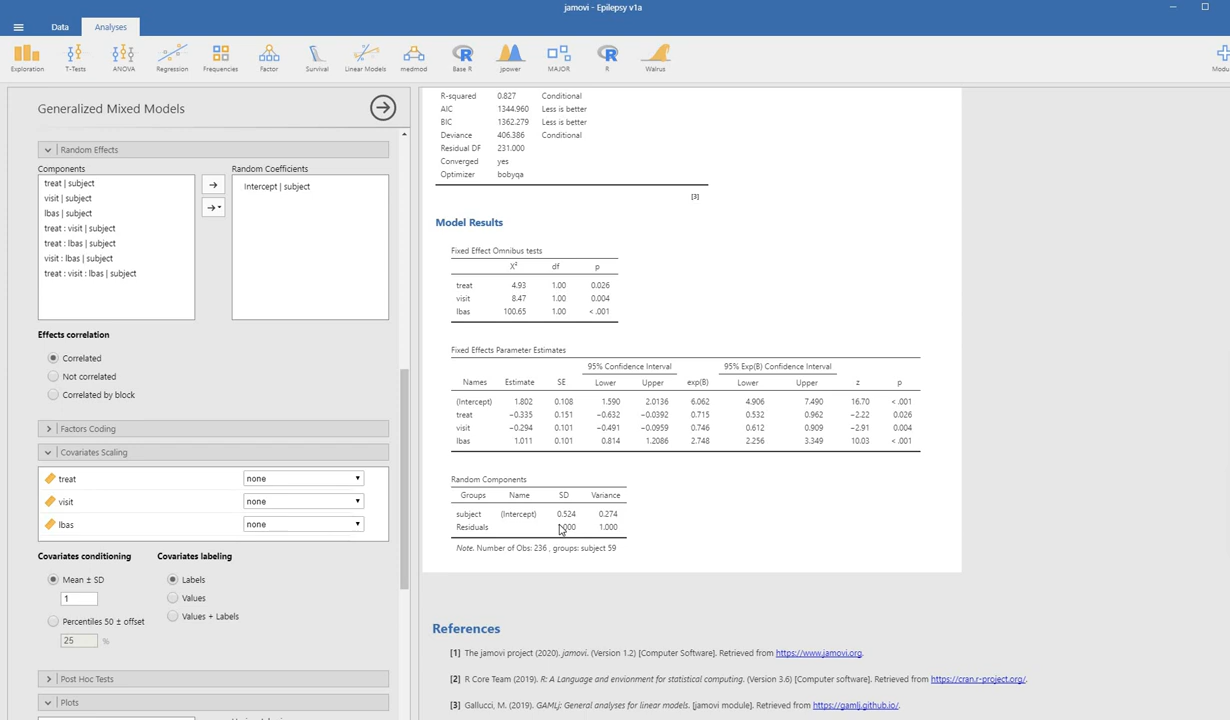 jamovi - Epilepsy v1a
Data Analyses
Exploration T-Tests ANOVA Regression Frequencies Factor Survival Linear Models medmod Base R jpower MAJOR R Walrus
Generalized Mixed Models
Random Effects
Components Random Coefficients
treat | subject
visit | subject
lbas | subject
treat : visit | subject
treat : lbas | subject
visit : lbas | subject
treat : visit : lbas | subject
Intercept | subject
Effects correlation
Correlated
Not correlated
Correlated by block
Factors Coding
Covariates Scaling
treat none
visit none
lbas none
Covariates conditioning Covariates labeling
Mean ± SD Labels
1 Values
Percentiles 50 ± offset Values + Labels
25 %
Post Hoc Tests
Plots
R-squared 0.827 Conditional
AIC 1344.960 Less is better
BIC 1362.279 Less is better
Deviance 406.386 Conditional
Residual DF 231.000
Converged yes
Optimizer bobyqa
[3]
Model Results
Fixed Effect Omnibus tests
X² df p
treat 4.93 1.00 0.026
visit 8.47 1.00 0.004
lbas 100.65 1.00 < .001
Fixed Effects Parameter Estimates
95% Confidence Interval 95% Exp(B) Confidence Interval
Names Estimate SE Lower Upper exp(B) Lower Upper z p
(Intercept) 1.802 0.108 1.590 2.0136 6.062 4.906 7.490 16.70 < .001
treat −0.335 0.151 −0.632 −0.0392 0.715 0.532 0.962 −2.22 0.026
visit −0.294 0.101 −0.491 −0.0959 0.746 0.612 0.909 −2.91 0.004
lbas 1.011 0.101 0.814 1.2086 2.748 2.256 3.349 10.03 < .001
Random Components
Groups Name SD Variance
subject (Intercept) 0.524 0.274
Residuals 1.000
Note. Number of Obs: 236 , groups: subject 59
References
[1] The jamovi project (2020). jamovi. (Version 1.2) [Computer Software]. Retrieved from https://www.jamovi.org.
[2] R Core Team (2019). R: A Language and envionment for statistical computing. (Version 3.6) [Computer software]. Retrieved from https://cran.r-project.org/.
[3] Gallucci, M. (2019). GAMLj: General analyses for linear models. [jamovi module]. Retrieved from https://gamlj.github.io/.